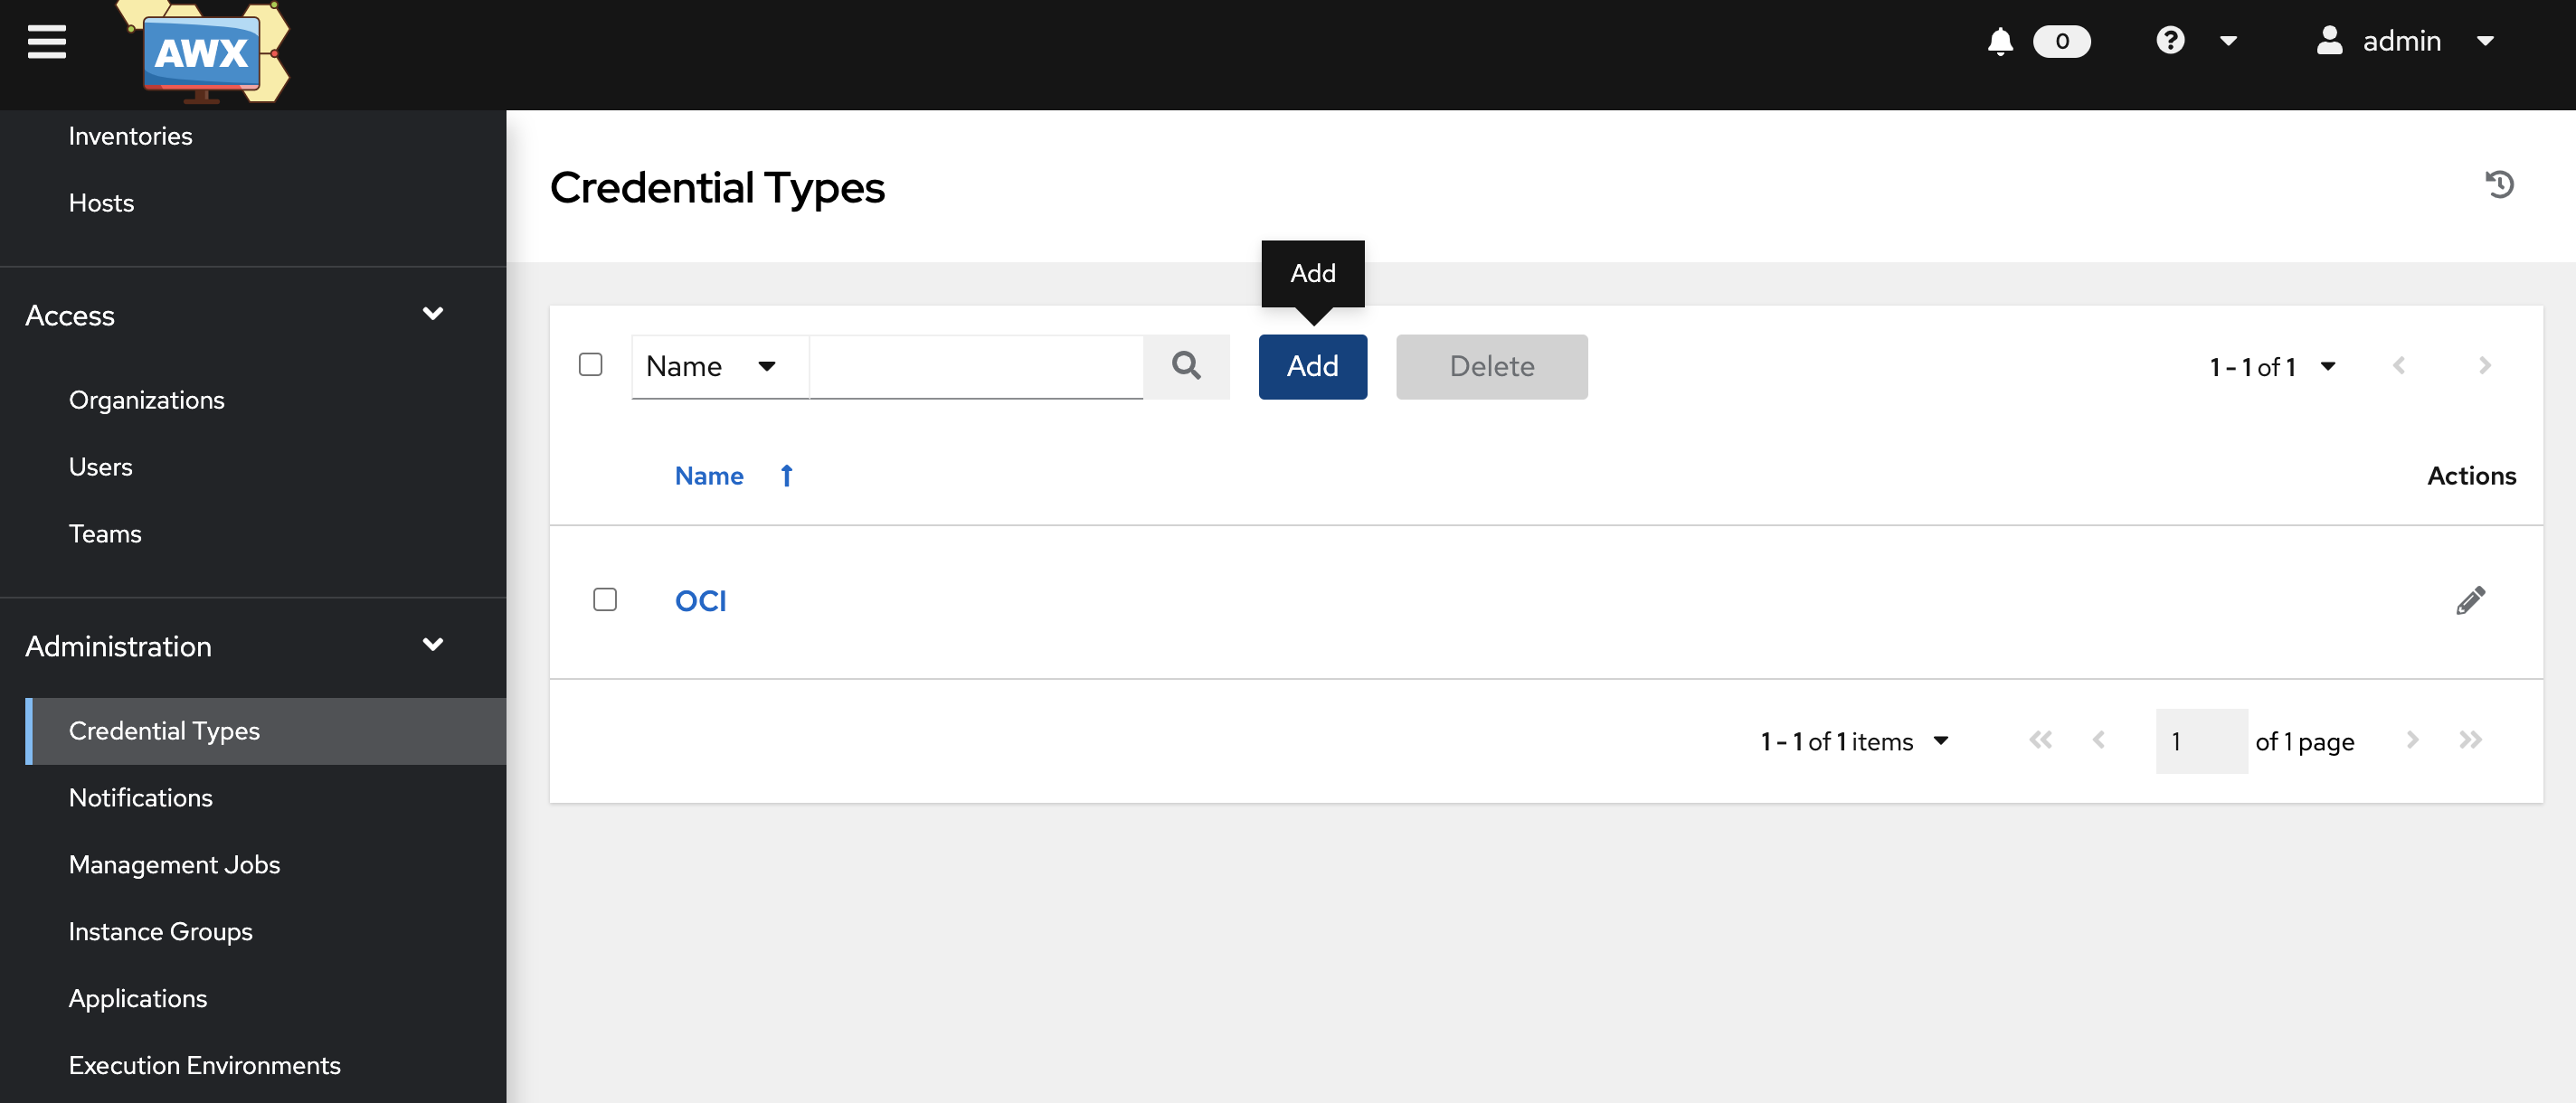 AWX
0
admin
Inventories
Hosts
Access
Organizations
Users
Teams
Administration
Credential Types
Notifications
Management Jobs
Instance Groups
Applications
Execution Environments
Credential Types
Add
Name
Add
Delete
1 - 1 of 1
Name
Actions
OCI
1 - 1 of 1 items
1
of 1 page